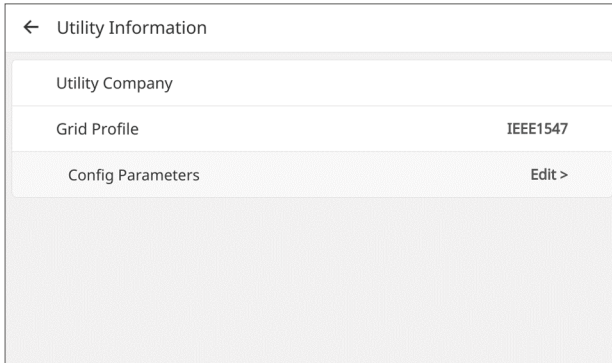 ← Utility Information
Utility Company
Grid Profile IEEE1547
Config Parameters Edit >